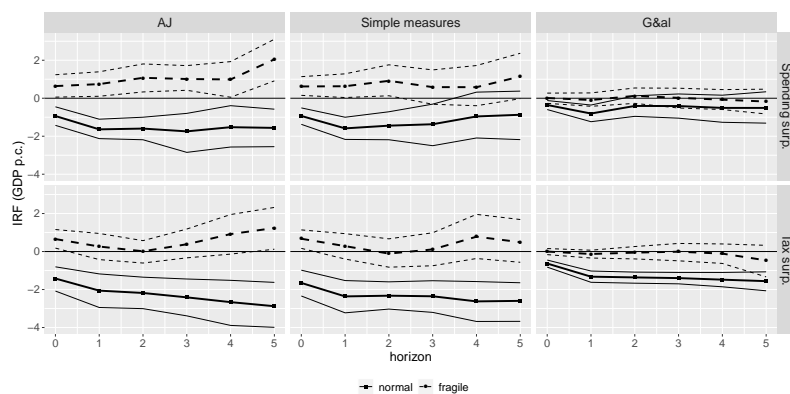 AJ Simple measures G&al
IRF (GDP p.c.)
2
0
−2
−4
Spending surp.
2
0
−2
−4
Tax surp.
0 1 2 3 4 5 0 1 2 3 4 5 0 1 2 3 4 5
horizon
normal fragile